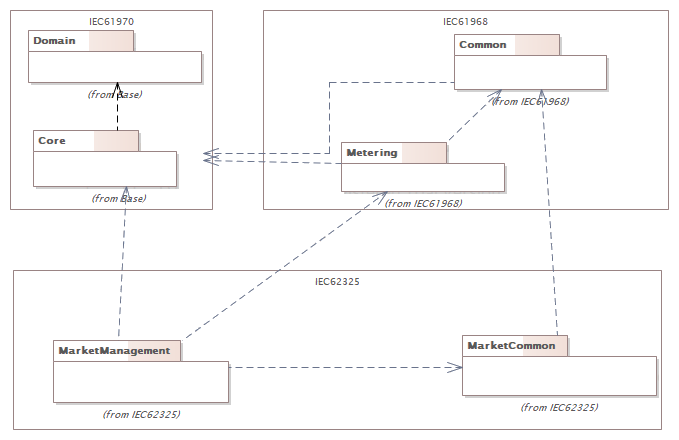 IEC61970
Domain
(from Base)
Core
(from Base)
IEC61968
Common
(from IEC61968)
Metering
(from IEC61968)
IEC62325
MarketManagement
(from IEC62325)
MarketCommon
(from IEC62325)